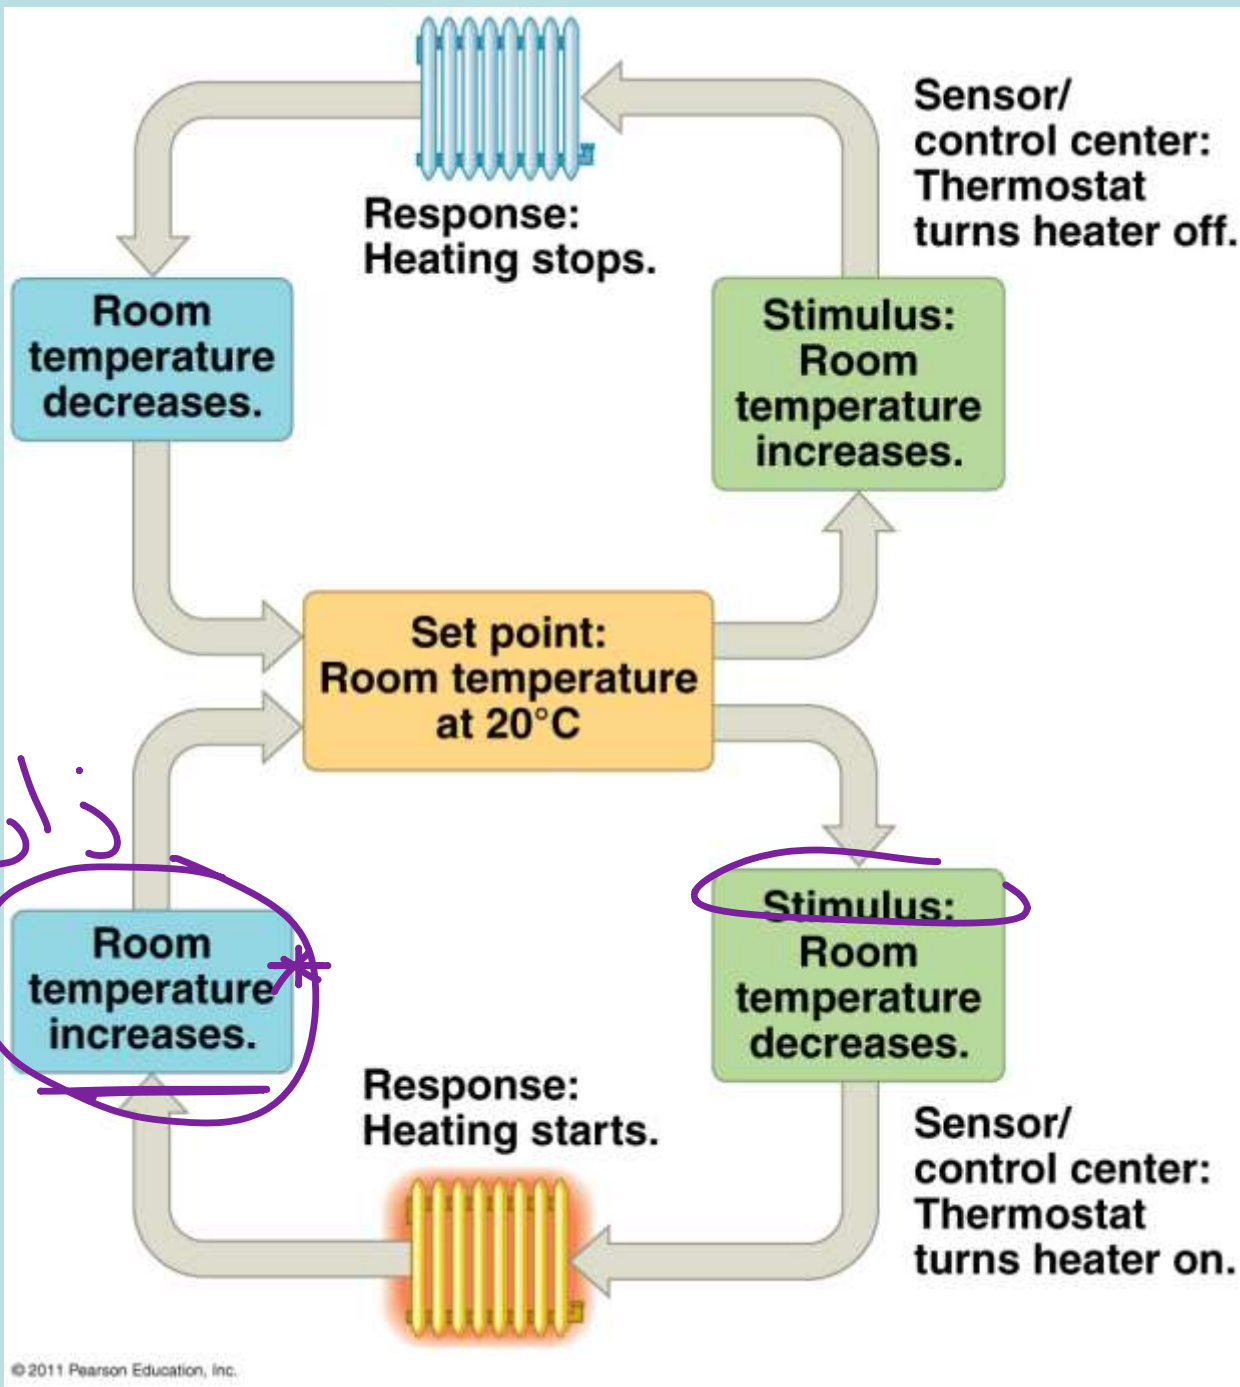 Sensor/
control center:
Thermostat
turns heater off.
Response:
Heating stops.
Room
temperature
decreases.
Stimulus:
Room
temperature
increases.
Set point:
Room temperature
at 20°C
Room
temperature
increases.
Stimulus:
Room
temperature
decreases.
Response:
Heating starts.
Sensor/
control center:
Thermostat
turns heater on.
© 2011 Pearson Education, Inc.